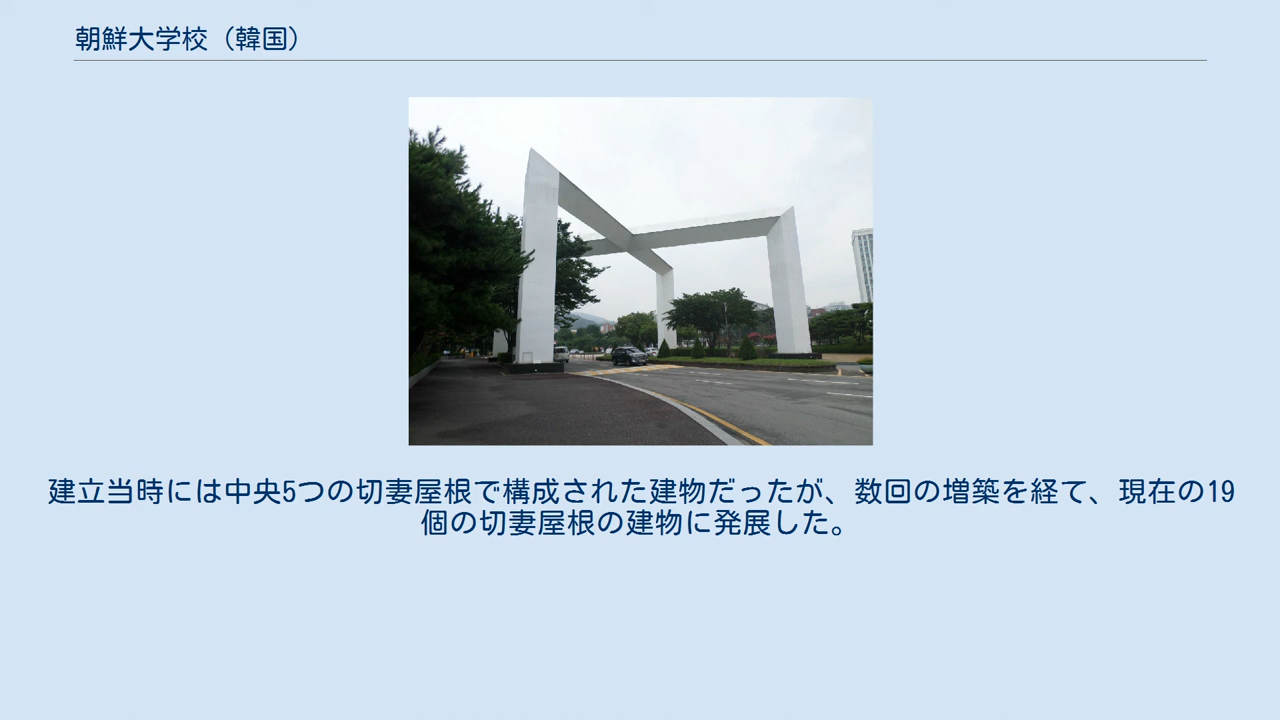 朝鮮大学校（韓国）
建立当時には中央5つの切妻屋根で構成された建物だったが、数回の増築を経て、現在の19
個の切妻屋根の建物に発展した。